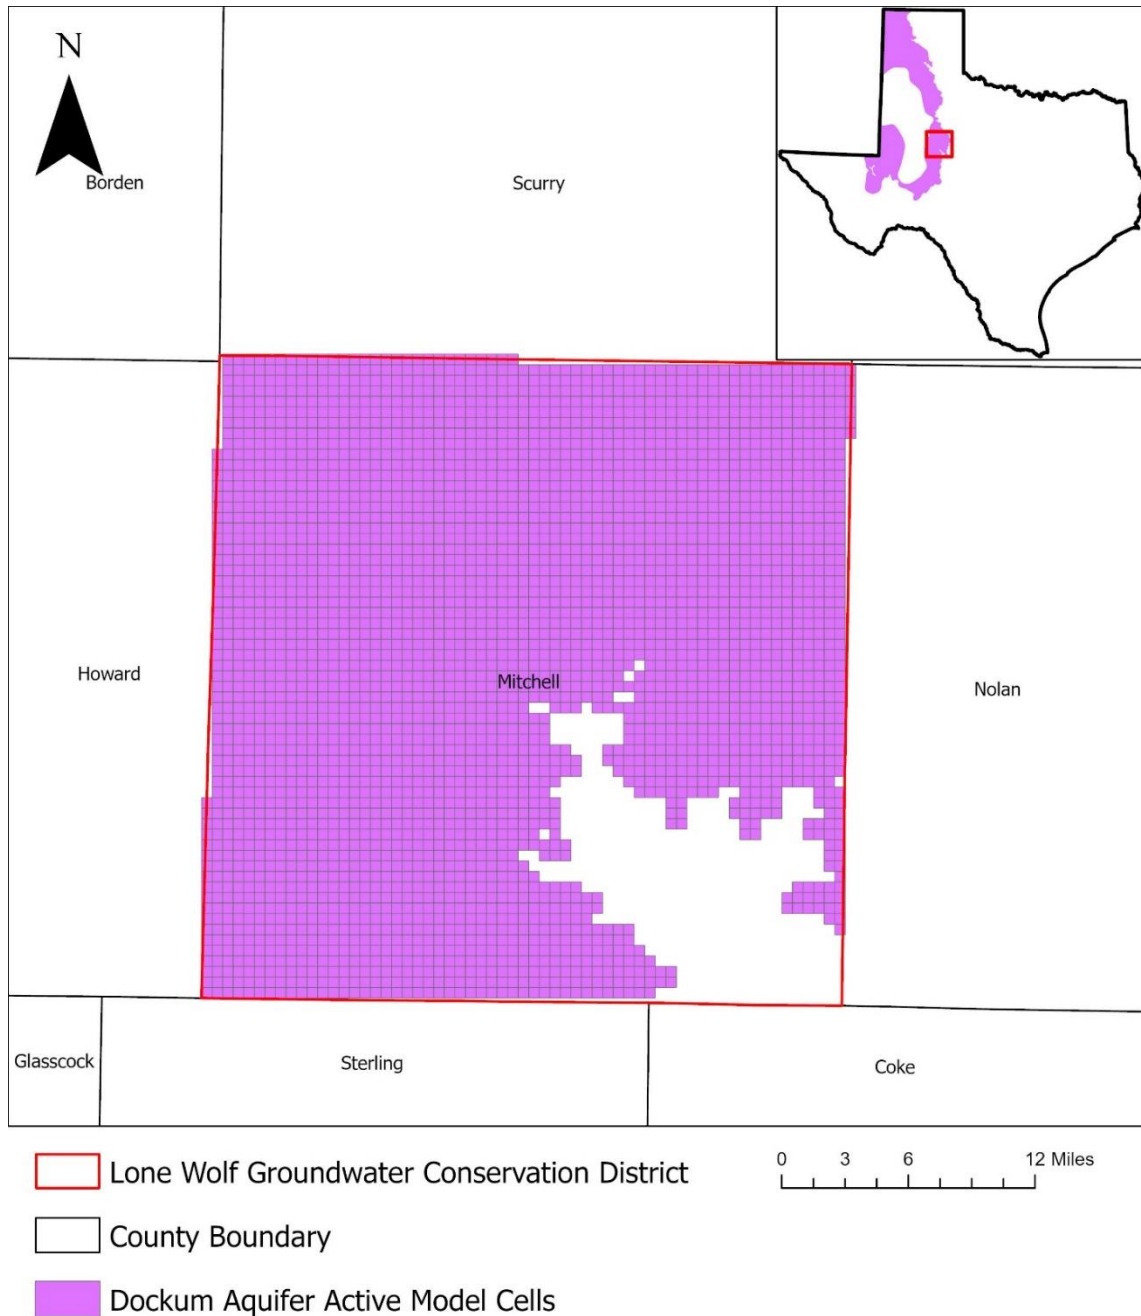 N
Borden
Scurry
Howard
Mitchell
Nolan
Glasscock
Sterling
Coke
Lone Wolf Groundwater Conservation District
0 3 6 12 Miles
County Boundary
Dockum Aquifer Active Model Cells